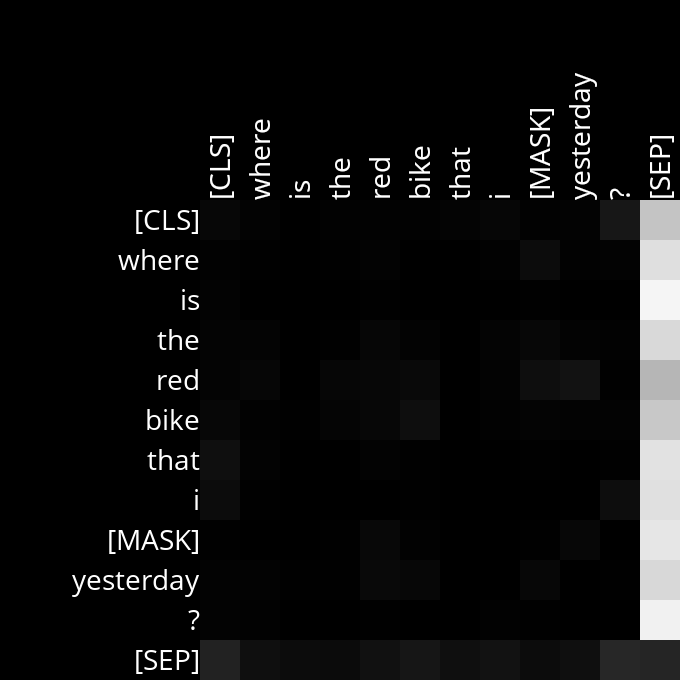 [CLS] where is the red bike that i [MASK] yesterday ? [SEP]
[CLS]
where
is
the
red
bike
that
i
[MASK]
yesterday
?
[SEP]